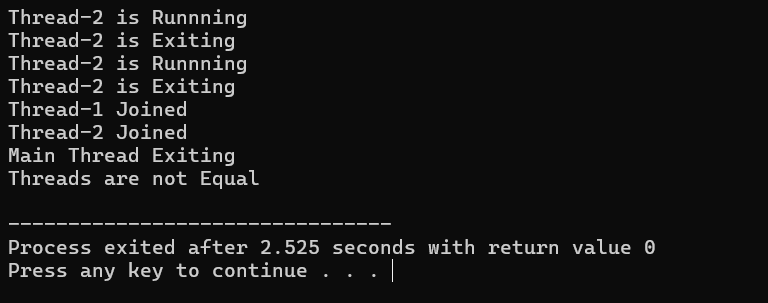 Thread-2 is Runnning
Thread-2 is Exiting
Thread-2 is Runnning
Thread-2 is Exiting
Thread-1 Joined
Thread-2 Joined
Main Thread Exiting
Threads are not Equal
--------------------------------
Process exited after 2.525 seconds with return value 0
Press any key to continue . . .